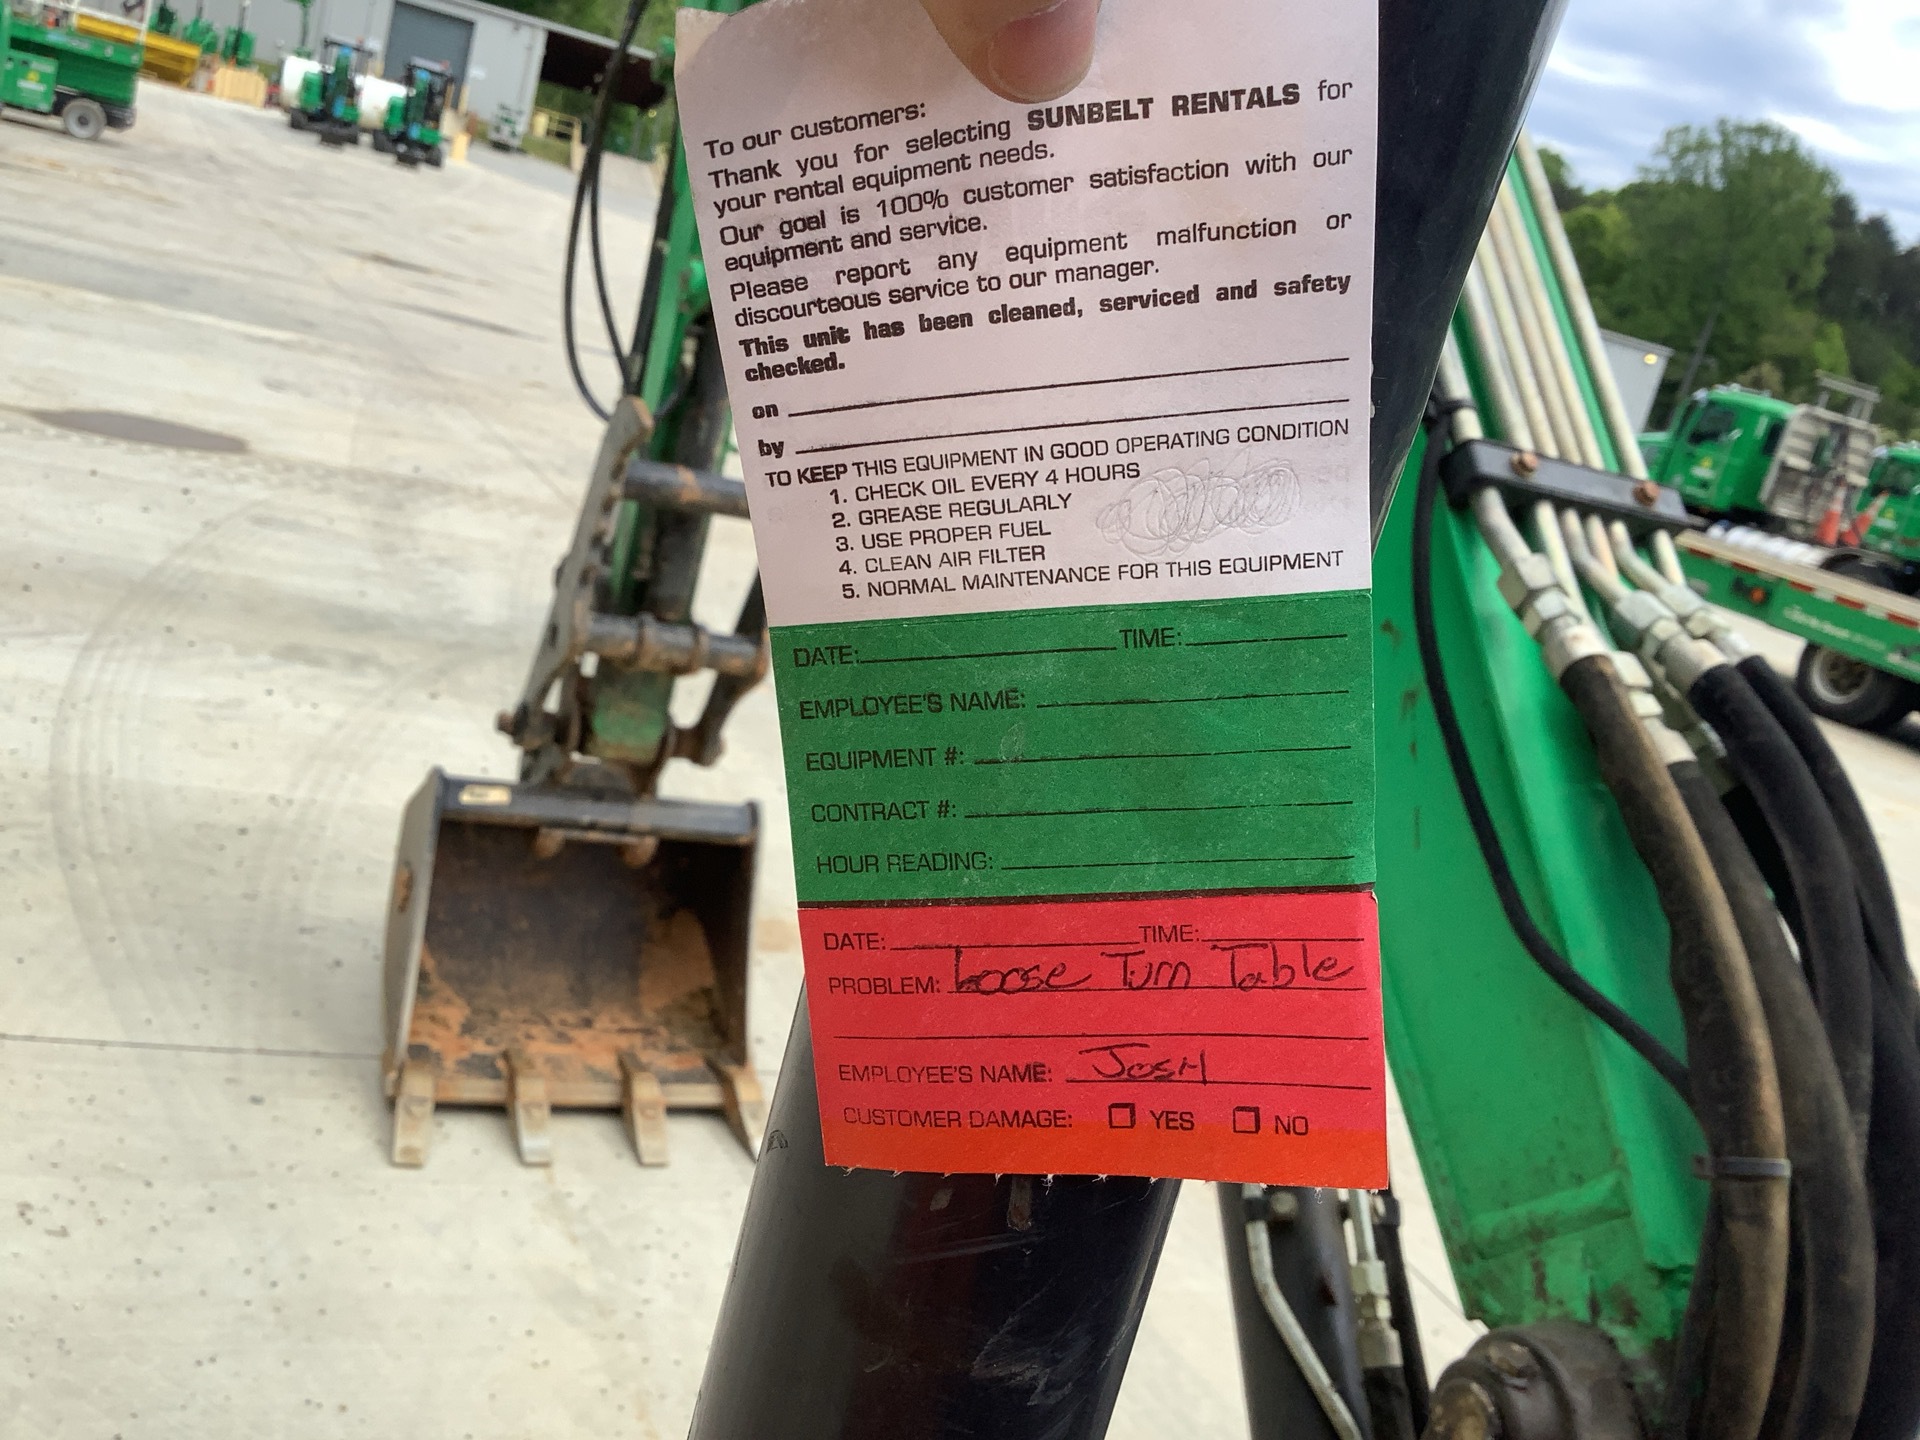 To our customers:
Thank you for selecting SUNBELT RENTALS for
your rental equipment needs.
Our goal is 100% customer satisfaction with our
equipment and service.
Please report any equipment malfunction or
discourteous service to our manager.
This unit has been cleaned, serviced and safety
checked.
on
by
TO KEEP THIS EQUIPMENT IN GOOD OPERATING CONDITION
1. CHECK OIL EVERY 4 HOURS
2. GREASE REGULARLY
3. USE PROPER FUEL
4. CLEAN AIR FILTER
5. NORMAL MAINTENANCE FOR THIS EQUIPMENT
DATE: TIME:
EMPLOYEE'S NAME:
EQUIPMENT #:
CONTRACT #:
HOUR READING:
DATE: TIME:
PROBLEM: Loose Turn Table
EMPLOYEE'S NAME: JosH
CUSTOMER DAMAGE: YES NO